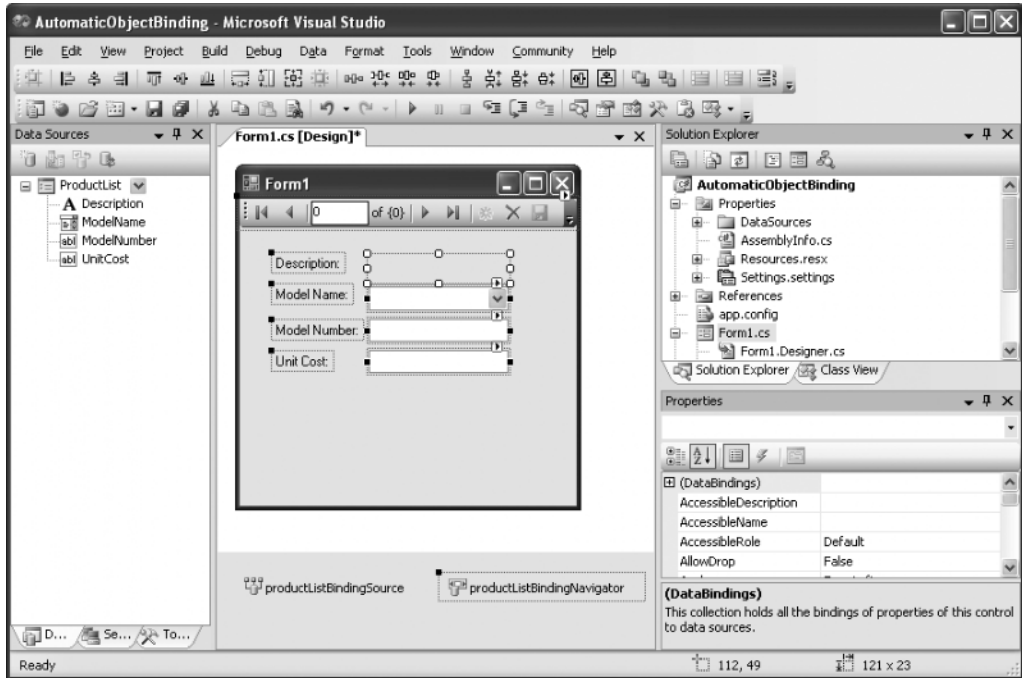 AutomaticObjectBinding - Microsoft Visual Studio
File Edit View Project Build Debug Data Format Tools Window Community Help
Data Sources
ProductList
A Description
ModelName
abl ModelNumber
abl UnitCost
D... Se... To...
Form1.cs [Design]*
Form1
0 of {0}
Description:
Model Name:
Model Number:
Unit Cost:
productListBindingSource productListBindingNavigator
Solution Explorer
AutomaticObjectBinding
Properties
DataSources
AssemblyInfo.cs
Resources.resx
Settings.settings
References
app.config
Form1.cs
Form1.Designer.cs
Solution Explorer Class View
Properties
(DataBindings)
AccessibleDescription
AccessibleName
AccessibleRole Default
AllowDrop False
(DataBindings)
This collection holds all the bindings of properties of this control
to data sources.
Ready 112, 49 121 x 23